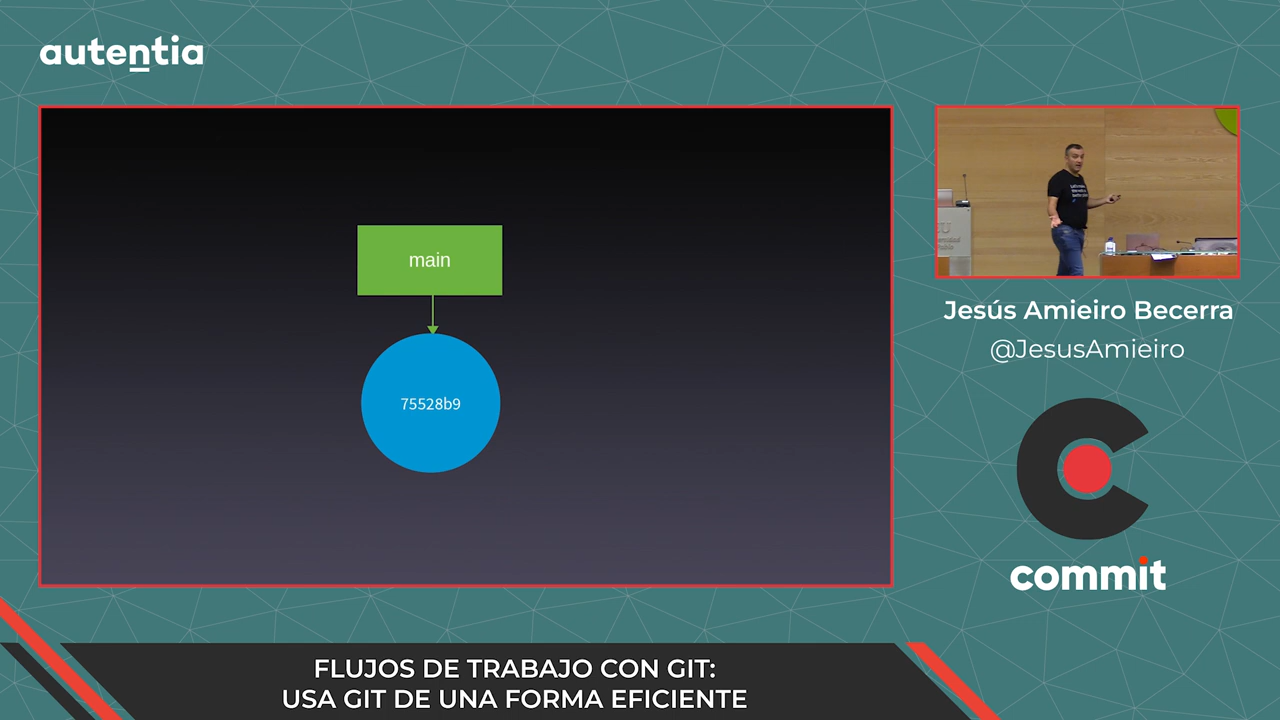 autentia
main
75528b9
Jesús Amieiro Becerra
@JesusAmieiro
commit
FLUJOS DE TRABAJO CON GIT:
USA GIT DE UNA FORMA EFICIENTE